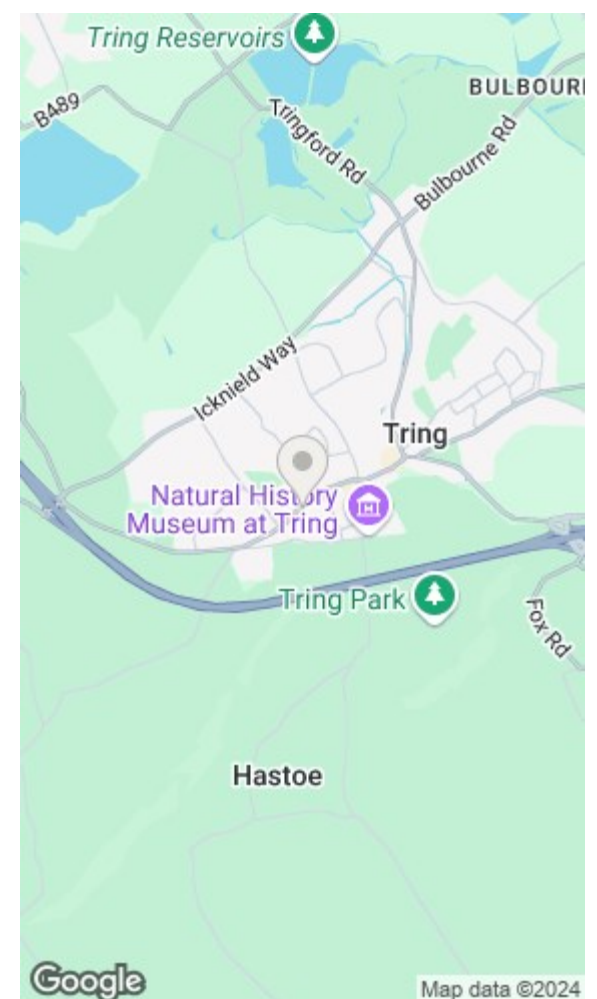 Tring Reservoirs
BULBOUR
B489
Tringford Rd
Bulbourne Rd
Icknield Way
Tring
Natural History
Museum at Tring
Tring Park
Fox Rd
Hastoe
Google
Map data ©2024